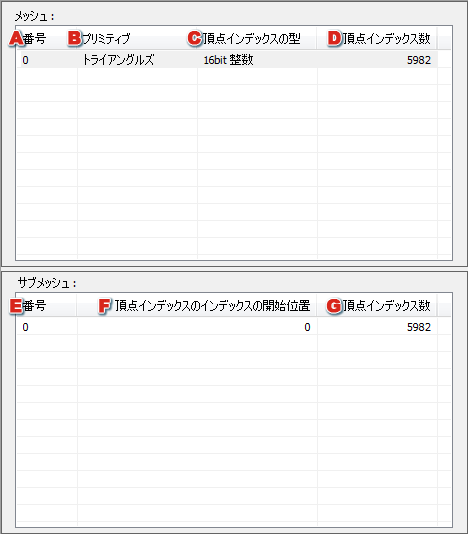 メッシュ：
A 番号 B プリミティブ C 頂点インデックスの型 D 頂点インデックス数
0 トライアングルズ 16bit 整数 5982
サブメッシュ：
E 番号 F 頂点インデックスのインデックスの開始位置 G 頂点インデックス数
0 0 5982